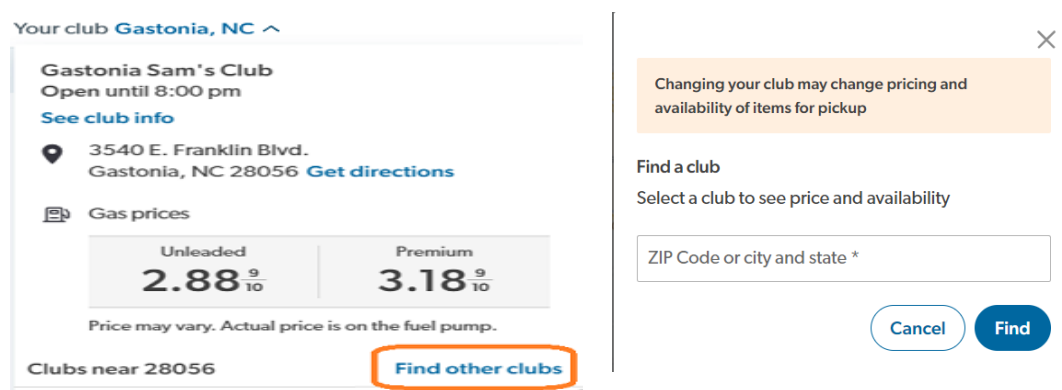 Your club Gastonia, NC
Gastonia Sam's Club
Open until 8:00 pm
See club info
3540 E. Franklin Blvd.
Gastonia, NC 28056 Get directions
Gas prices
Unleaded Premium
2.88 9/10 3.18 9/10
Price may vary. Actual price is on the fuel pump.
Clubs near 28056 Find other clubs
Changing your club may change pricing and
availability of items for pickup
Find a club
Select a club to see price and availability
ZIP Code or city and state *
Cancel Find